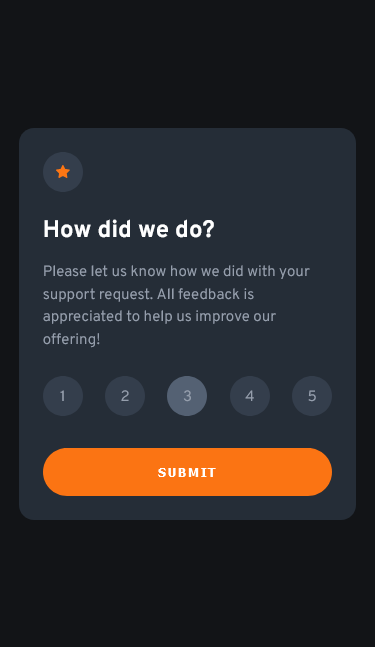 How did we do?
Please let us know how we did with your
support request. All feedback is
appreciated to help us improve our
offering!
1 2 3 4 5
SUBMIT